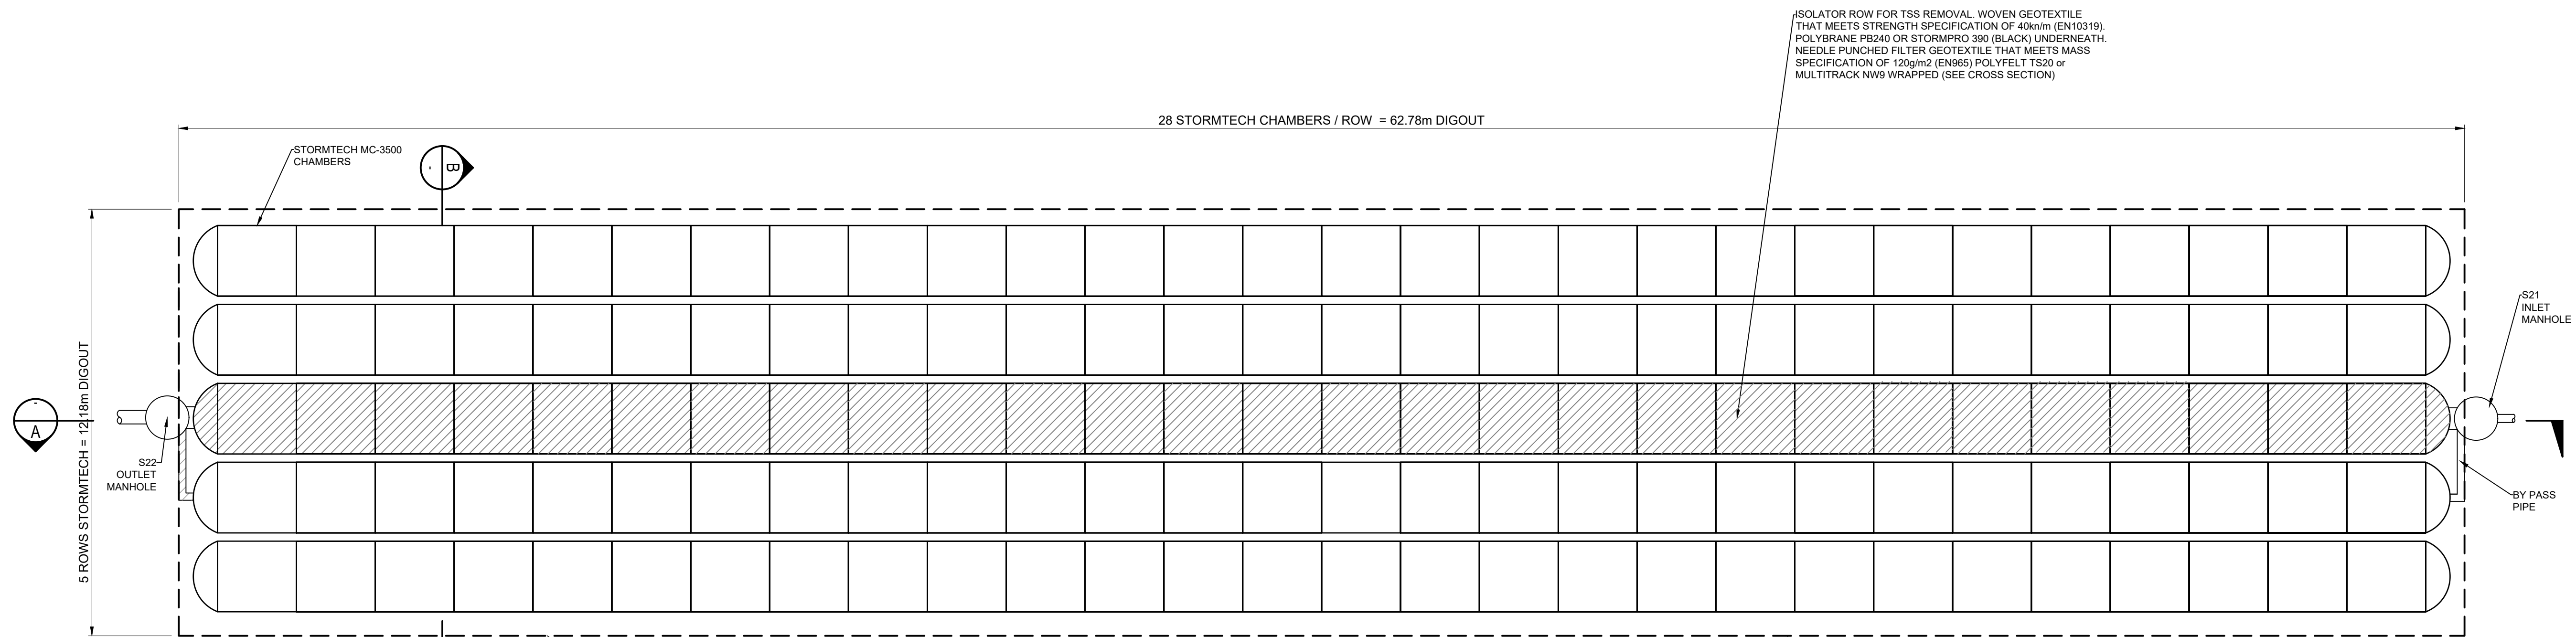 ISOLATOR ROW FOR TSS REMOVAL. WOVEN GEOTEXTILE
THAT MEETS STRENGTH SPECIFICATION OF 40kn/m (EN10319).
POLYBRANE PB240 OR STORMPRO 390 (BLACK) UNDERNEATH.
NEEDLE PUNCHED FILTER GEOTEXTILE THAT MEETS MASS
SPECIFICATION OF 120g/m2 (EN965) POLYFELT TS20 or
MULTITRACK NW9 WRAPPED (SEE CROSS SECTION)
28 STORMTECH CHAMBERS / ROW = 62.78m DIGOUT
STORMTECH MC-3500
CHAMBERS
- B
S21
INLET
MANHOLE
5 ROWS STORMTECH = 12.18m DIGOUT
-
A
S22
OUTLET
MANHOLE
BY PASS
PIPE